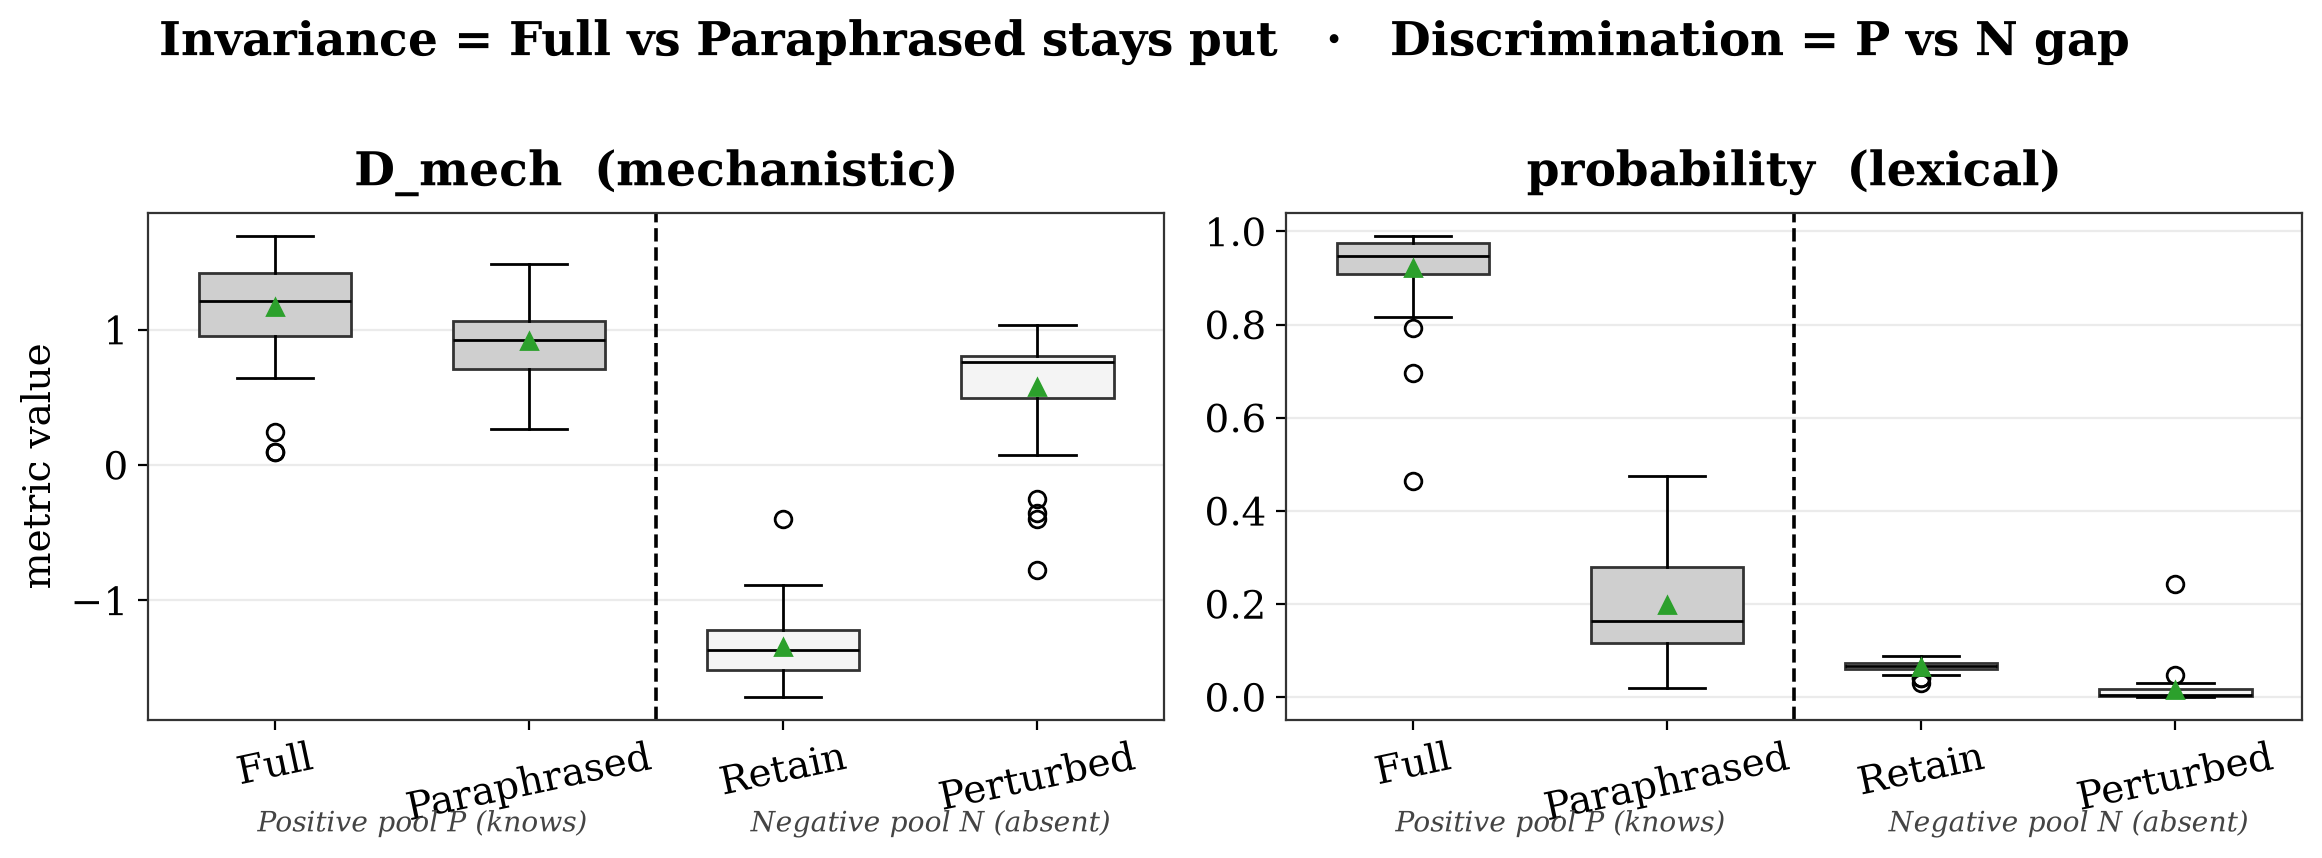 Invariance = Full vs Paraphrased stays put · Discrimination = P vs N gap
D_mech (mechanistic)
metric value
1
0
−1
Full
Paraphrased
Retain
Perturbed
Positive pool P (knows)
Negative pool N (absent)
probability (lexical)
1.0
0.8
0.6
0.4
0.2
0.0
Full
Paraphrased
Retain
Perturbed
Positive pool P (knows)
Negative pool N (absent)